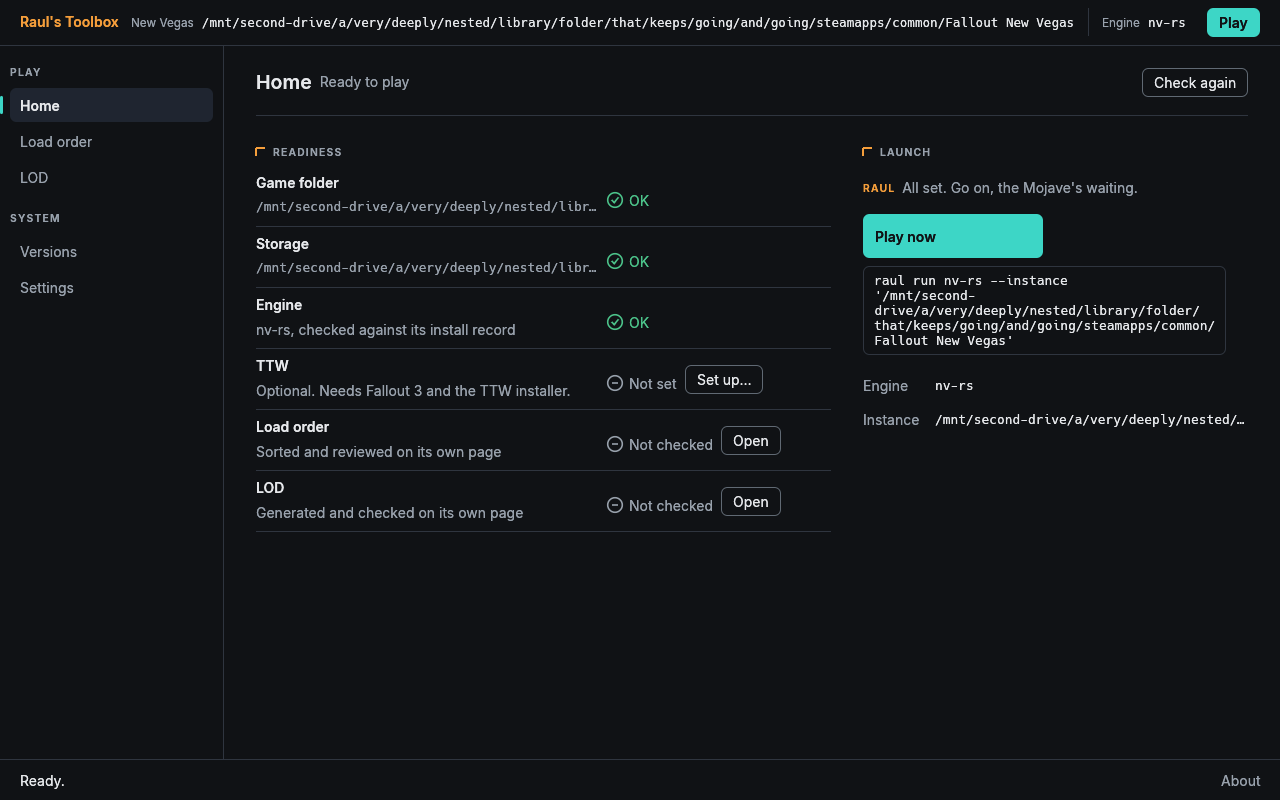 Raul's Toolbox New Vegas /mnt/second-drive/a/very/deeply/nested/library/folder/that/keeps/going/and/going/steamapps/common/Fallout New Vegas Engine nv-rs Play
PLAY
Home
Load order
LOD
SYSTEM
Versions
Settings
Home Ready to play Check again
READINESS
Game folder
/mnt/second-drive/a/very/deeply/nested/libr… OK
Storage
/mnt/second-drive/a/very/deeply/nested/libr… OK
Engine
nv-rs, checked against its install record OK
TTW
Optional. Needs Fallout 3 and the TTW installer. Not set Set up...
Load order
Sorted and reviewed on its own page Not checked Open
LOD
Generated and checked on its own page Not checked Open
LAUNCH
RAUL All set. Go on, the Mojave's waiting.
Play now
raul run nv-rs --instance
'/mnt/second-
drive/a/very/deeply/nested/library/folder/
that/keeps/going/and/going/steamapps/common/
Fallout New Vegas'
Engine nv-rs
Instance /mnt/second-drive/a/very/deeply/nested/…
Ready. About